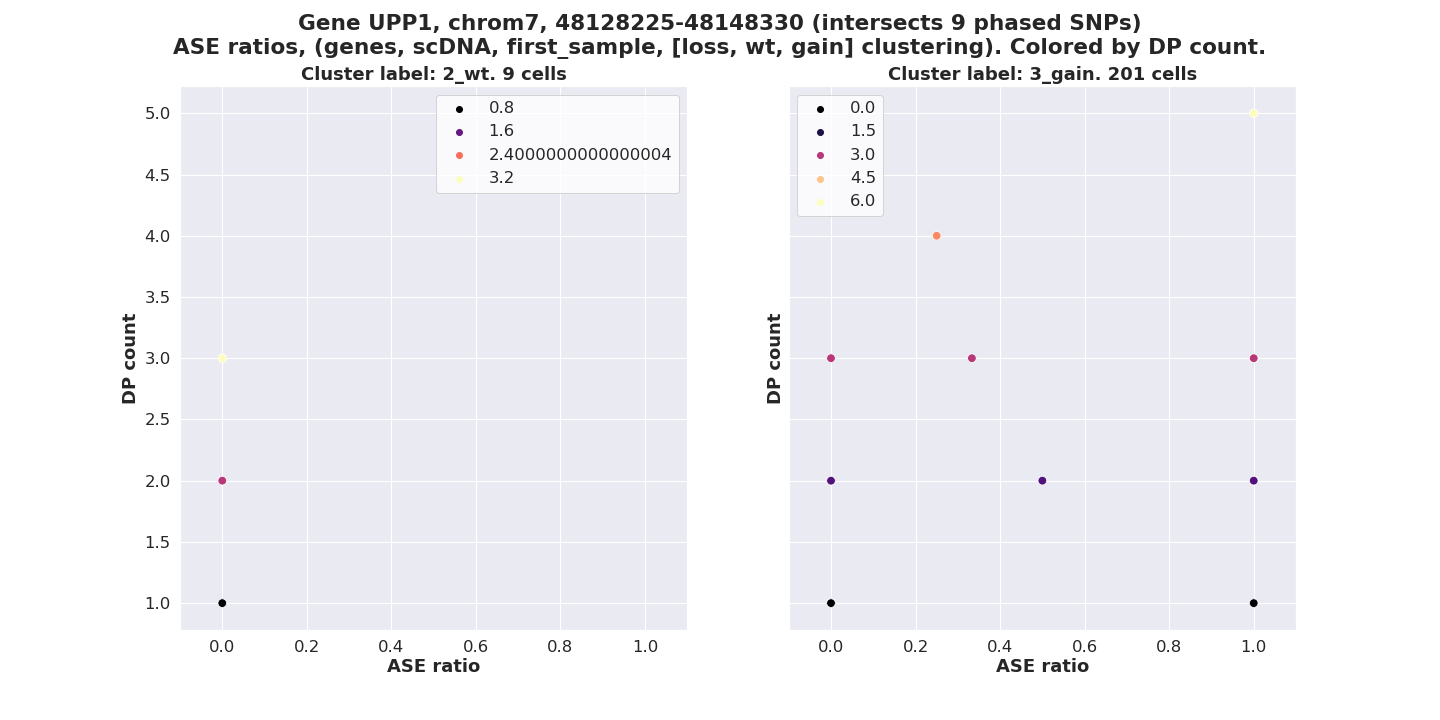 Gene UPP1, chrom7, 48128225-48148330 (intersects 9 phased SNPs)
ASE ratios, (genes, scDNA, first_sample, [loss, wt, gain] clustering). Colored by DP count.
Cluster label: 2_wt. 9 cells
0.8
1.6
2.4000000000000004
3.2
5.0
4.5
4.0
3.5
3.0
2.5
2.0
1.5
1.0
DP count
0.0 0.2 0.4 0.6 0.8 1.0
ASE ratio
Cluster label: 3_gain. 201 cells
0.0
1.5
3.0
4.5
6.0
DP count
0.0 0.2 0.4 0.6 0.8 1.0
ASE ratio